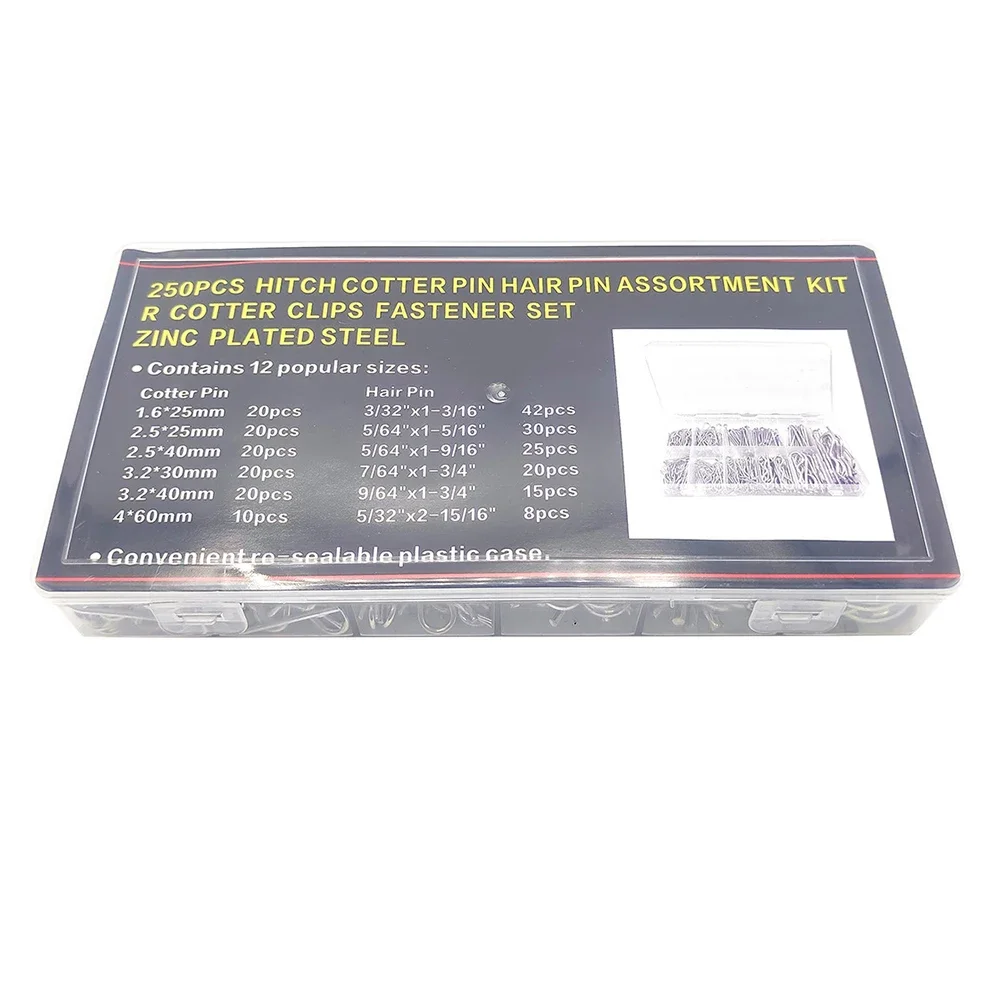 250PCS HITCH COTTER PIN HAIR PIN ASSORTMENT KIT
R COTTER CLIPS FASTENER SET
ZINC PLATED STEEL
• Contains 12 popular sizes:
Cotter Pin Hair Pin
1.6*25mm 20pcs 3/32"x1-3/16" 42pcs
2.5*25mm 20pcs 5/64"x1-5/16" 30pcs
2.5*40mm 20pcs 5/64"x1-9/16" 25pcs
3.2*30mm 20pcs 7/64"x1-3/4" 20pcs
3.2*40mm 20pcs 9/64"x1-3/4" 15pcs
4*60mm 10pcs 5/32"x2-15/16" 8pcs
• Convenient re-sealable plastic case.